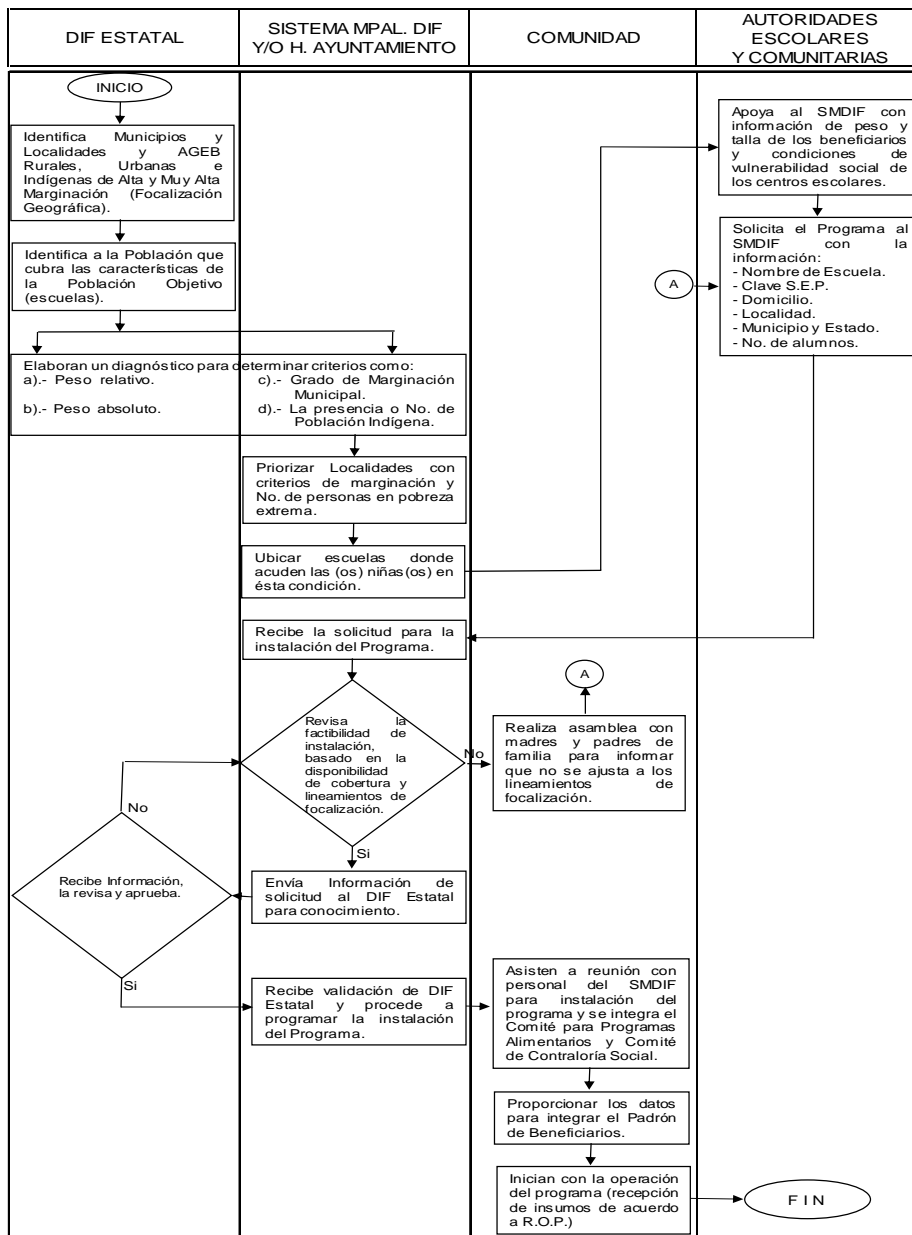 DIF ESTATAL
SISTEMA MPAL. DIF
Y/O H. AYUNTAMIENTO
COMUNIDAD
AUTORIDADES
ESCOLARES
Y COMUNITARIAS
INICIO
Identifica Municipios y
Localidades y AGEB
Rurales, Urbanas e
Indígenas de Alta y Muy Alta
Marginación (Focalización
Geográfica).
Identifica a la Población que
cubra las características de
la Población Objetivo
(escuelas).
Elaboran un diagnóstico para determinar criterios como:
a).- Peso relativo.
b).- Peso absoluto.
c).- Grado de Marginación
Municipal.
d).- La presencia o No. de
Población Indígena.
Priorizar Localidades con
criterios de marginación y
No. de personas en pobreza
extrema.
Ubicar escuelas donde
acuden las (os) niñas(os) en
ésta condición.
Apoya al SMDIF con
información de peso y
talla de los beneficiarios
y condiciones de
vulnerabilidad social de
los centros escolares.
A
Solicita el Programa al
SMDIF con la
información:
- Nombre de Escuela.
- Clave S.E.P.
- Domicilio.
- Localidad.
- Municipio y Estado.
- No. de alumnos.
Recibe la solicitud para la
instalación del Programa.
Revisa la
factibilidad de
instalación,
basado en la
disponibilidad
de cobertura y
lineamientos de
focalización.
No
A
Realiza asamblea con
madres y padres de
familia para informar
que no se ajusta a los
lineamientos de
focalización.
Si
Envía Información de
solicitud al DIF Estatal
para conocimiento.
No
Recibe Información,
la revisa y aprueba.
Si
Recibe validación de DIF
Estatal y procede a
programar la instalación
del Programa.
Asisten a reunión con
personal del SMDIF
para instalación del
programa y se integra el
Comité para Programas
Alimentarios y Comité
de Contraloría Social.
Proporcionar los datos
para integrar el Padrón
de Beneficiarios.
Inician con la operación
del programa (recepción
de insumos de acuerdo
a R.O.P.)
F I N